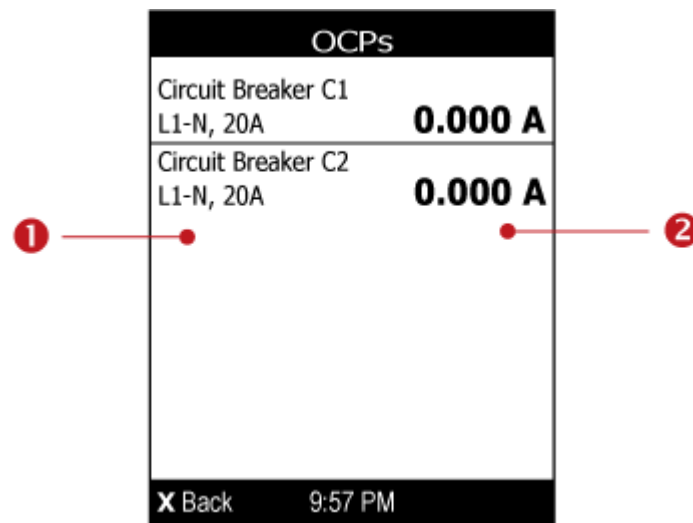 OCPs
Circuit Breaker C1
L1-N, 20A 0.000 A
Circuit Breaker C2
L1-N, 20A 0.000 A
1 2
X Back 9:57 PM